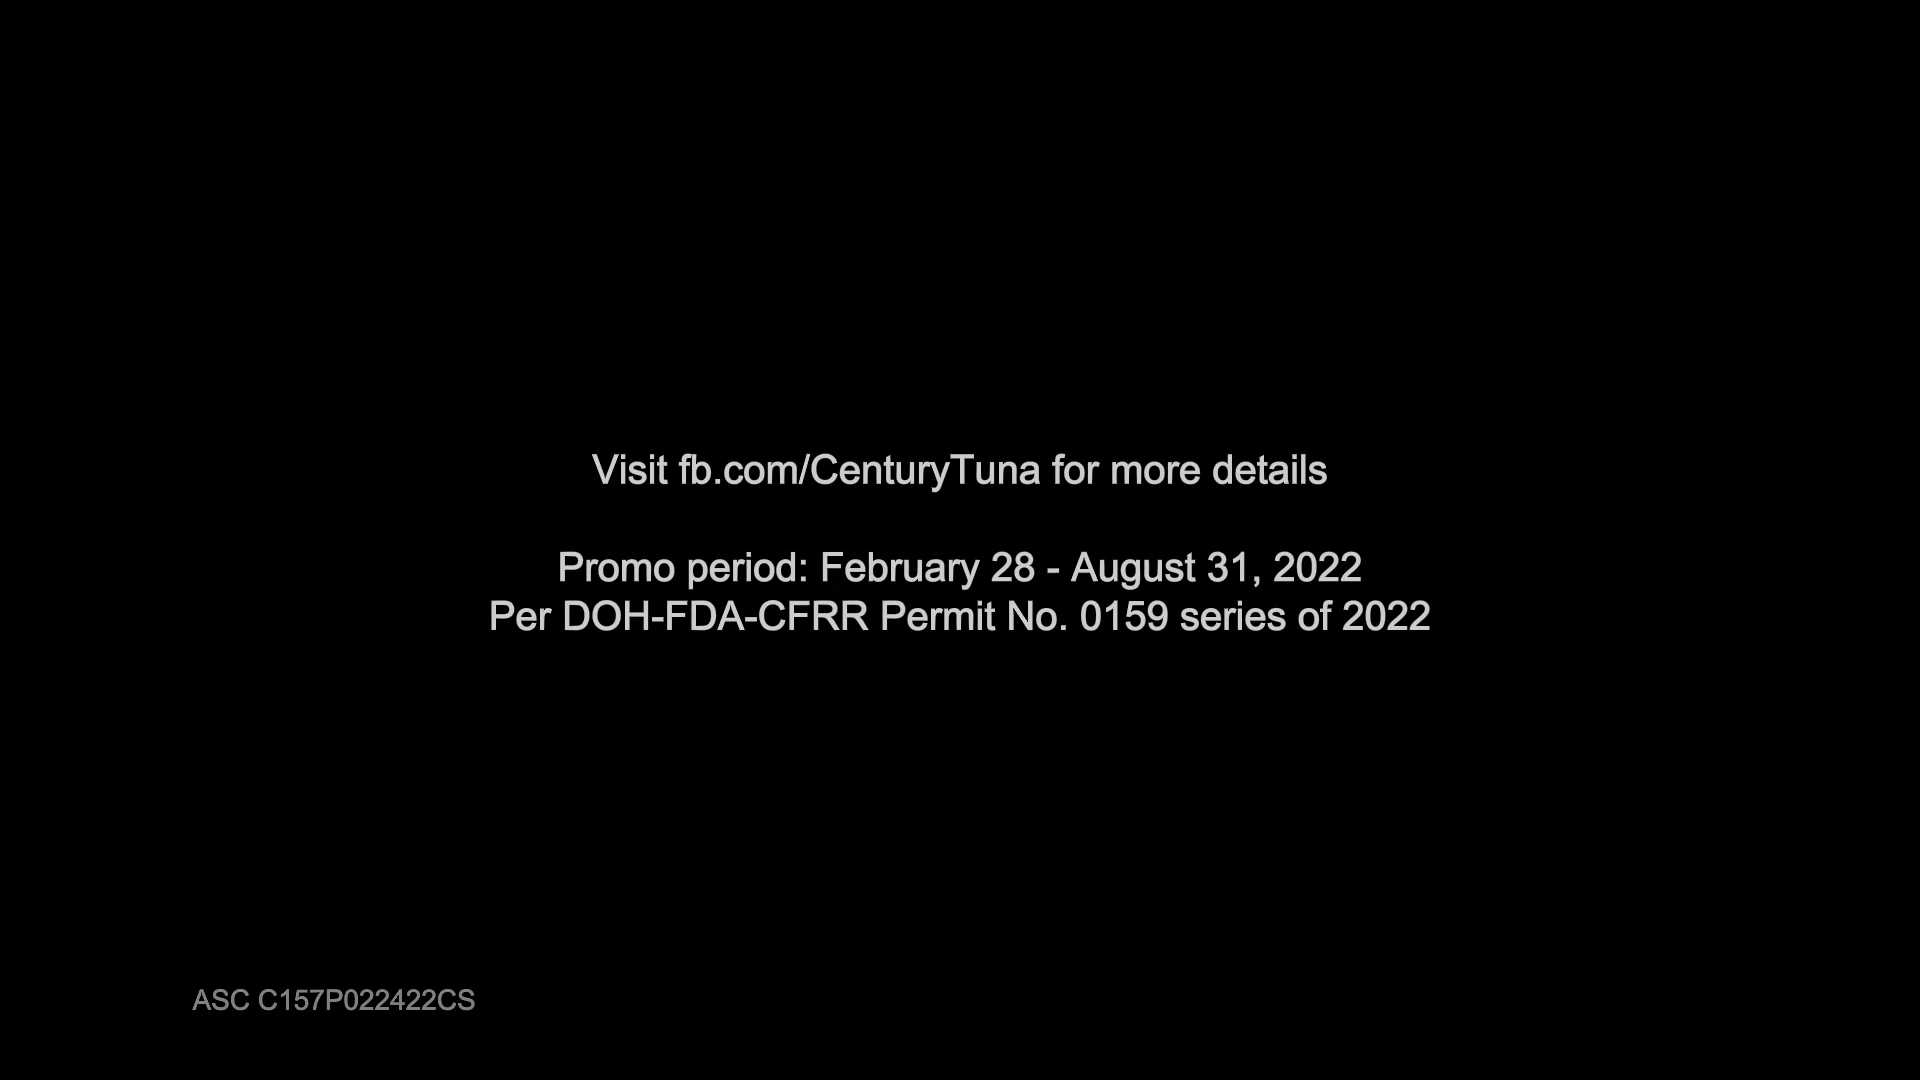 Visit fb.com/CenturyTuna for more details
Promo period: February 28 - August 31, 2022
Per DOH-FDA-CFRR Permit No. 0159 series of 2022
ASC C157P022422CS